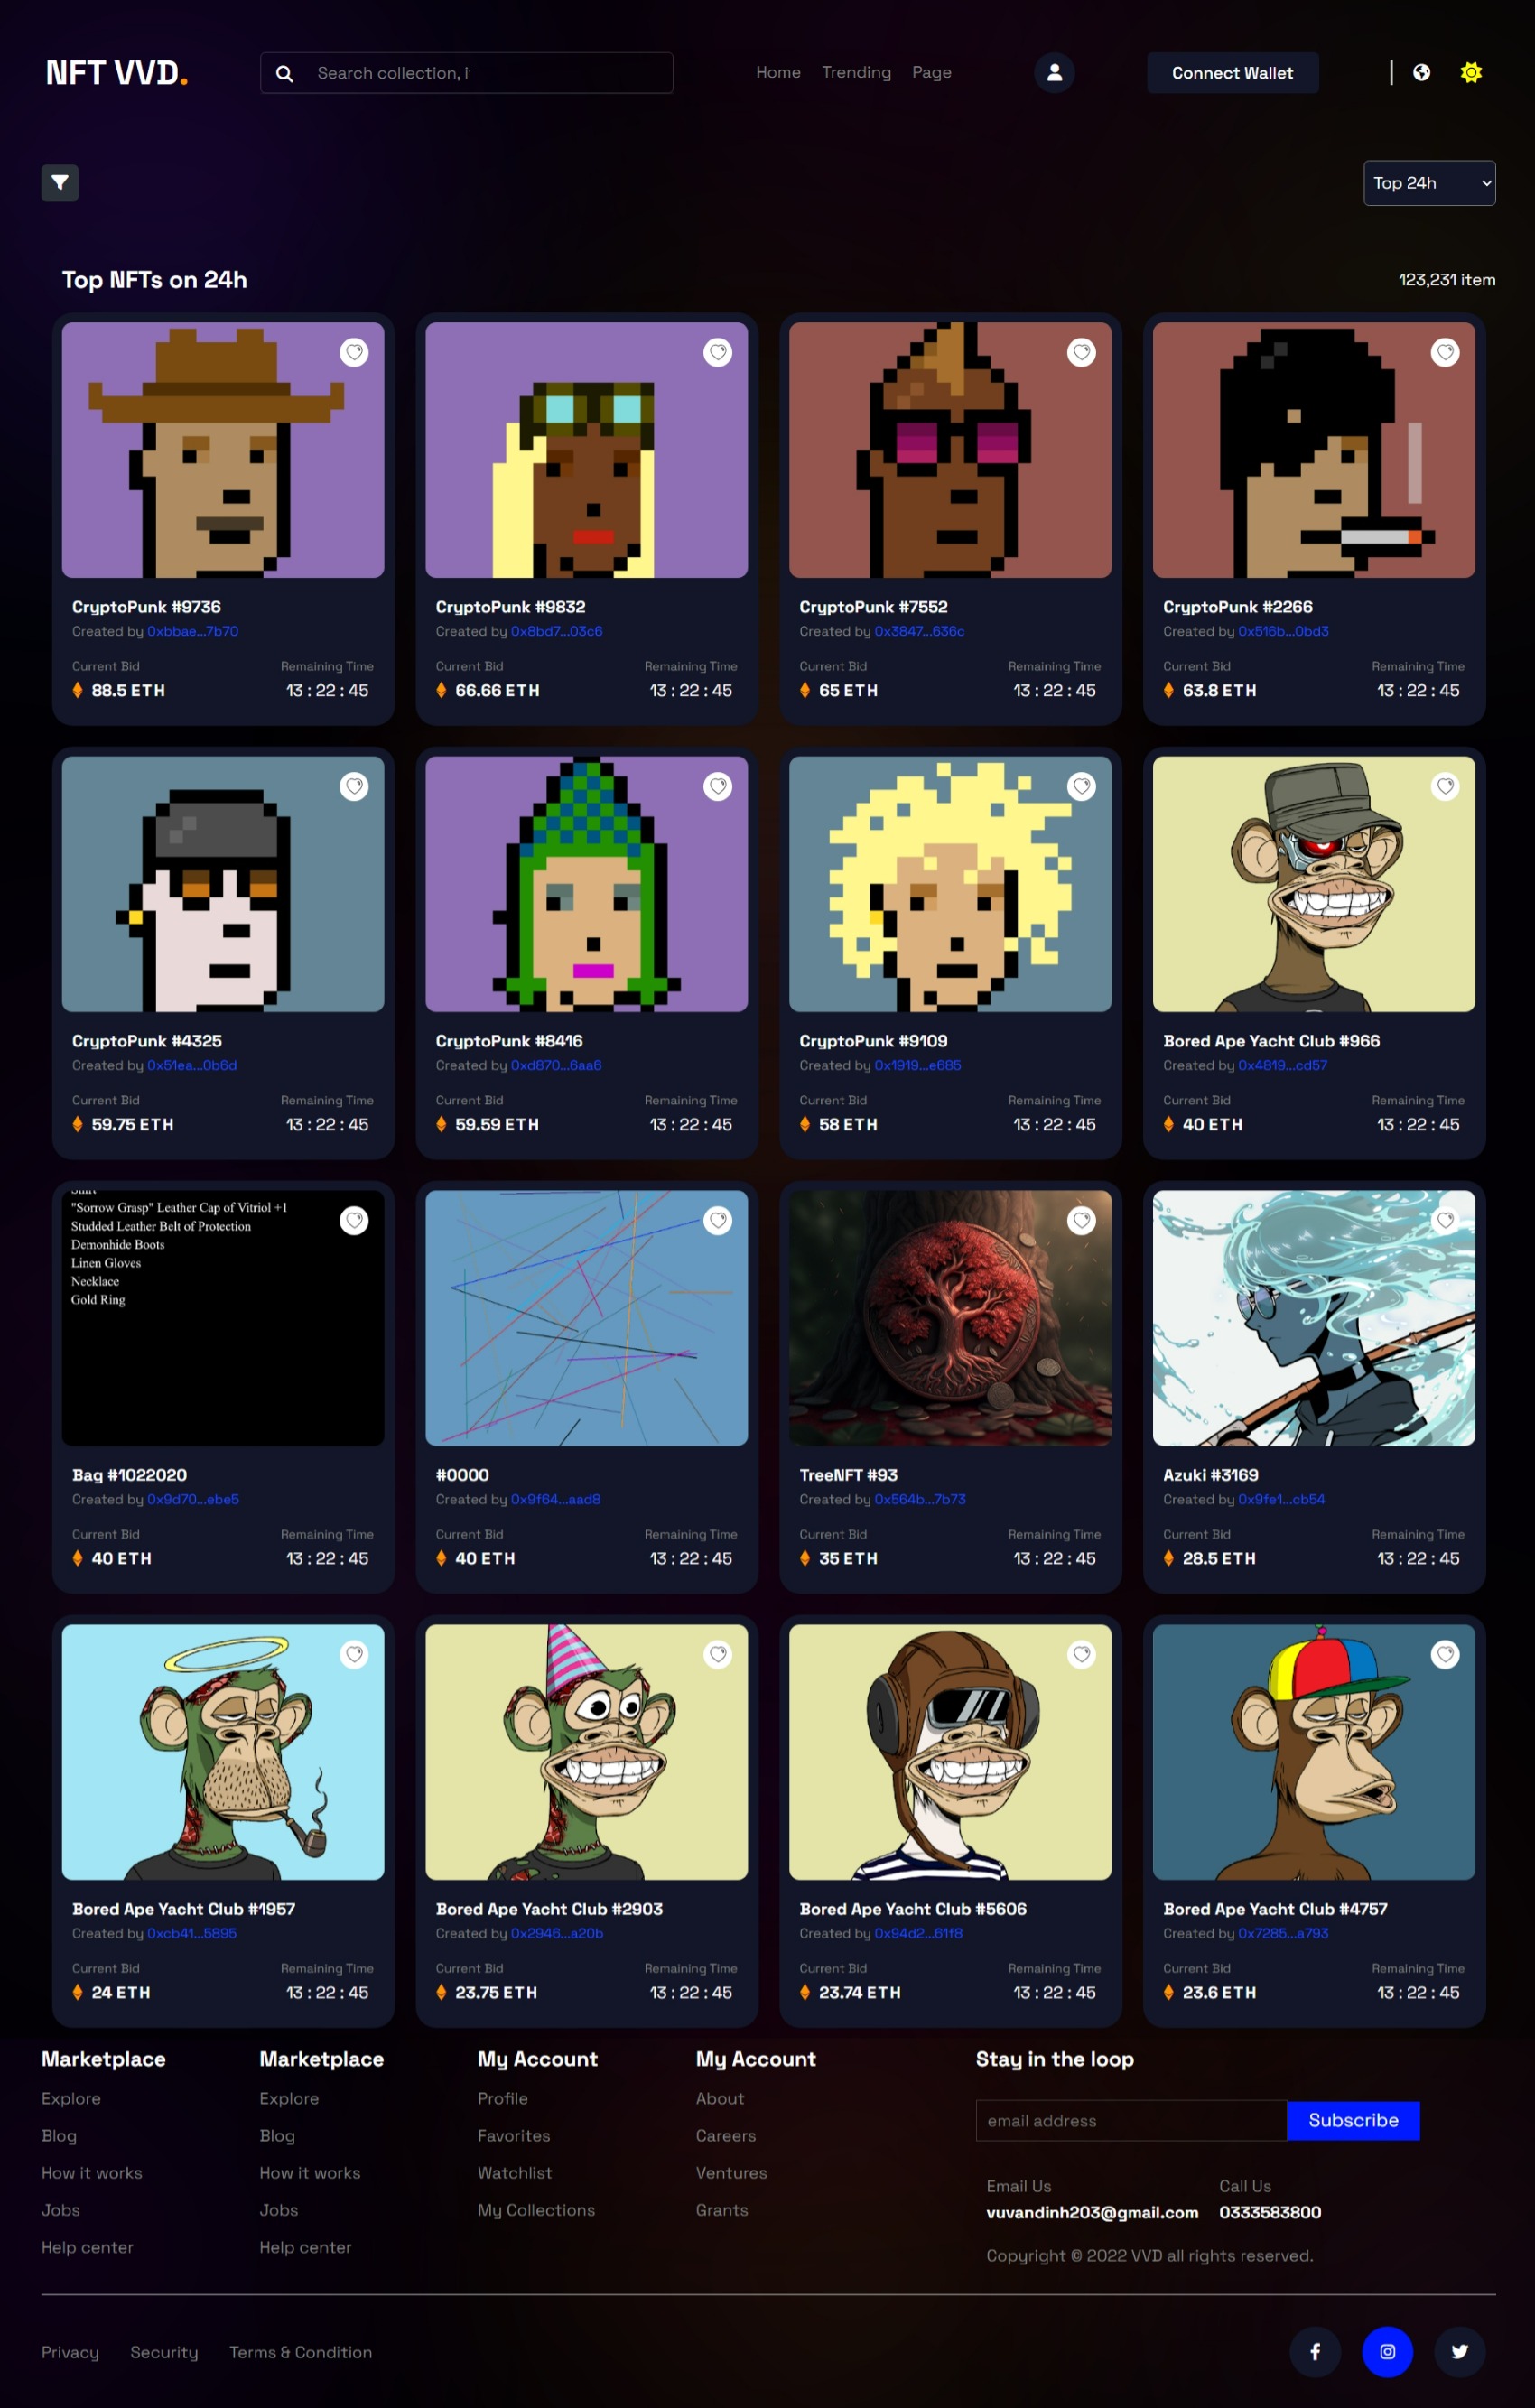 NFT VVD.
Search collection, i
Home Trending Page
Connect Wallet
Top 24h
Top NFTs on 24h
123,231 item
CryptoPunk #9736
Created by 0xbbae...7b70
Current Bid Remaining Time
88.5 ETH 13 : 22 : 45
CryptoPunk #9832
Created by 0x8bd7...03c6
Current Bid Remaining Time
66.66 ETH 13 : 22 : 45
CryptoPunk #7552
Created by 0x3847...636c
Current Bid Remaining Time
65 ETH 13 : 22 : 45
CryptoPunk #2266
Created by 0x516b...0bd3
Current Bid Remaining Time
63.8 ETH 13 : 22 : 45
CryptoPunk #4325
Created by 0x51ea...0b6d
Current Bid Remaining Time
59.75 ETH 13 : 22 : 45
CryptoPunk #8416
Created by 0xd870...6aa6
Current Bid Remaining Time
59.59 ETH 13 : 22 : 45
CryptoPunk #9109
Created by 0x1919...e685
Current Bid Remaining Time
58 ETH 13 : 22 : 45
Bored Ape Yacht Club #966
Created by 0x4819...cd57
Current Bid Remaining Time
40 ETH 13 : 22 : 45
"Sorrow Grasp" Leather Cap of Vitriol +1
Studded Leather Belt of Protection
Demonhide Boots
Linen Gloves
Necklace
Gold Ring
Bag #1022020
Created by 0x9d70...ebe5
Current Bid Remaining Time
40 ETH 13 : 22 : 45
#0000
Created by 0x9f64...aad8
Current Bid Remaining Time
40 ETH 13 : 22 : 45
TreeNFT #93
Created by 0x564b...7b73
Current Bid Remaining Time
35 ETH 13 : 22 : 45
Azuki #3169
Created by 0x9fe1...cb54
Current Bid Remaining Time
28.5 ETH 13 : 22 : 45
Bored Ape Yacht Club #1957
Created by 0xcb41...5895
Current Bid Remaining Time
24 ETH 13 : 22 : 45
Bored Ape Yacht Club #2903
Created by 0x2946...a20b
Current Bid Remaining Time
23.75 ETH 13 : 22 : 45
Bored Ape Yacht Club #5606
Created by 0x94d2...61f8
Current Bid Remaining Time
23.74 ETH 13 : 22 : 45
Bored Ape Yacht Club #4757
Created by 0x7285...a793
Current Bid Remaining Time
23.6 ETH 13 : 22 : 45
Marketplace
Explore
Blog
How it works
Jobs
Help center
Marketplace
Explore
Blog
How it works
Jobs
Help center
My Account
Profile
Favorites
Watchlist
My Collections
My Account
About
Careers
Ventures
Grants
Stay in the loop
email address
Subscribe
Email Us
vuvandinh203@gmail.com
Call Us
0333583800
Copyright © 2022 VVD all rights reserved.
Privacy Security Terms & Condition